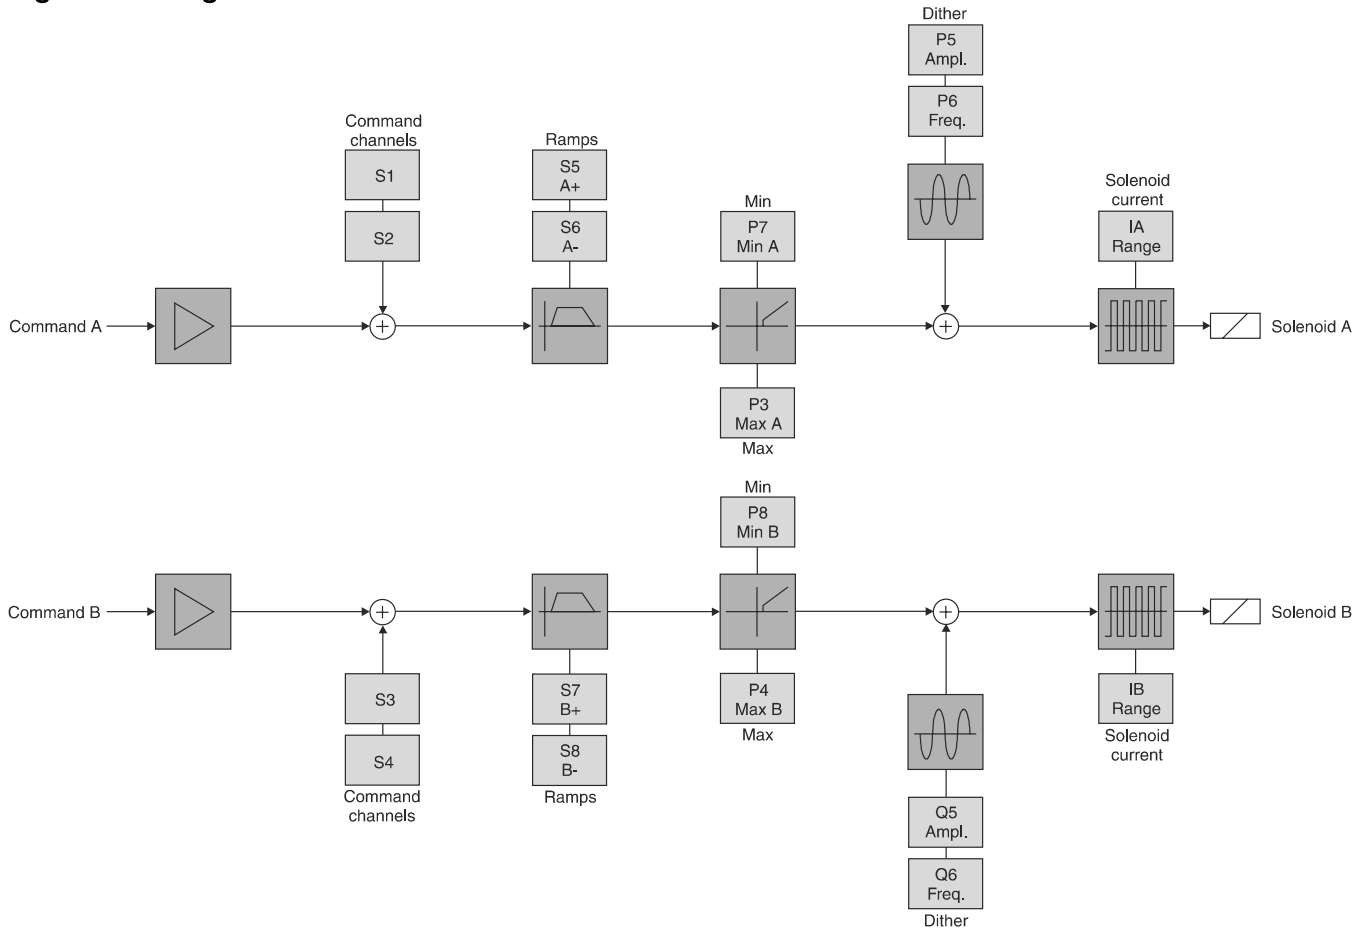 Dither
P5
Ampl.
P6
Freq.
Command
channels
S1
S2
Ramps
S5
A+
S6
A-
Min
P7
Min A
Solenoid
current
IA
Range
Command A
Solenoid A
P3
Max A
Max
Min
P8
Min B
Command B
Solenoid B
S3
S4
Command
channels
S7
B+
S8
B-
Ramps
P4
Max B
Max
IB
Range
Solenoid
current
Q5
Ampl.
Q6
Freq.
Dither